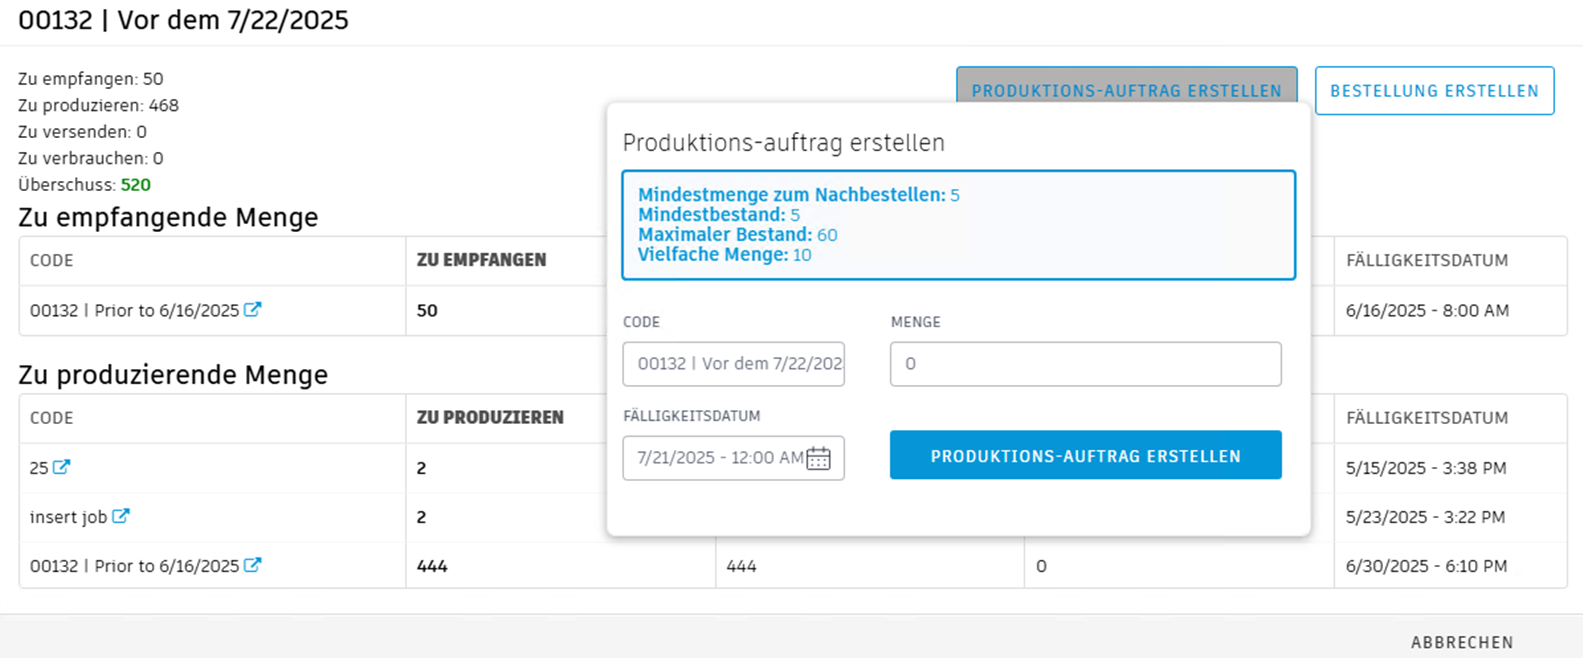 00132 | Vor dem 7/22/2025
Zu empfangen: 50
Zu produzieren: 468
Zu versenden: 0
Zu verbrauchen: 0
Überschuss: 520
PRODUKTIONS-AUFTRAG ERSTELLEN
BESTELLUNG ERSTELLEN
Produktions-auftrag erstellen
Mindestmenge zum Nachbestellen: 5
Mindestbestand: 5
Maximaler Bestand: 60
Vielfache Menge: 10
CODE
MENGE
00132 | Vor dem 7/22/202
0
FÄLLIGKEITSDATUM
7/21/2025 - 12:00 AM
PRODUKTIONS-AUFTRAG ERSTELLEN
Zu empfangende Menge
CODE ZU EMPFANGEN FÄLLIGKEITSDATUM
00132 | Prior to 6/16/2025 50 6/16/2025 - 8:00 AM
Zu produzierende Menge
CODE ZU PRODUZIEREN FÄLLIGKEITSDATUM
25 2 5/15/2025 - 3:38 PM
insert job 2 5/23/2025 - 3:22 PM
00132 | Prior to 6/16/2025 444 444 0 6/30/2025 - 6:10 PM
ABBRECHEN